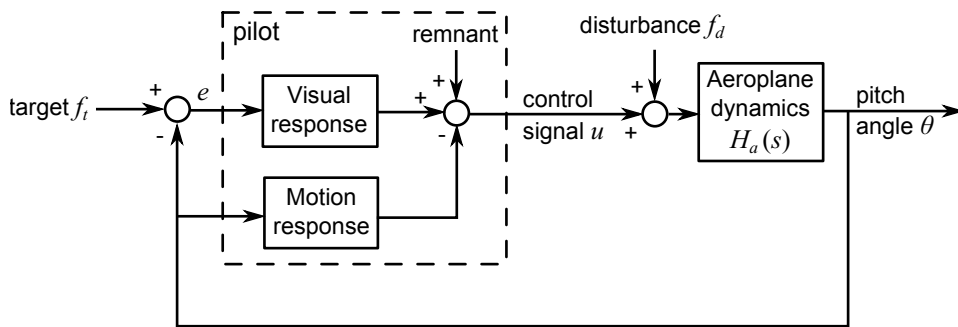 pilot
remnant
disturbance f_d
+
+
+
+
+
-
-
+
target f_t
e
Visual
response
control
signal u
Aeroplane
dynamics
H_a(s)
pitch
angle θ
Motion
response